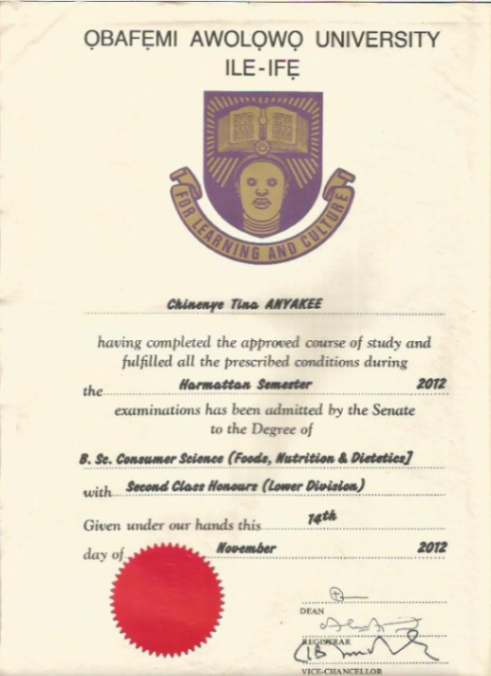 ỌBAFẸMI AWOLỌWỌ UNIVERSITY
ILE-IFẸ
FOR LEARNING AND CULTURE
Chinenye Tina ANYAKEE
having completed the approved course of study and
fulfilled all the prescribed conditions during
the Harmattan Semester 2012
examinations has been admitted by the Senate
to the Degree of
B. Sc. Consumer Science (Foods, Nutrition & Dietetics]
with Second Class Honours (Lower Division)
Given under our hands this 14th
day of November 2012
DEAN
REGISTRAR
VICE-CHANCELLOR